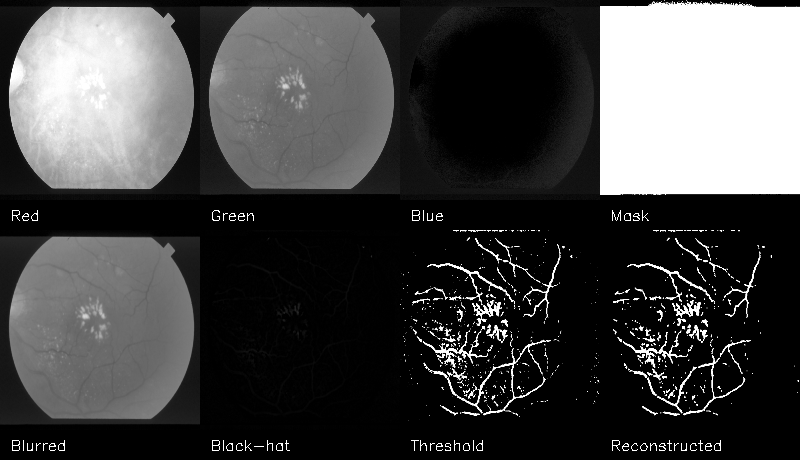 Red
Green
Blue
Mask
Blurred
Black-hat
Threshold
Reconstructed